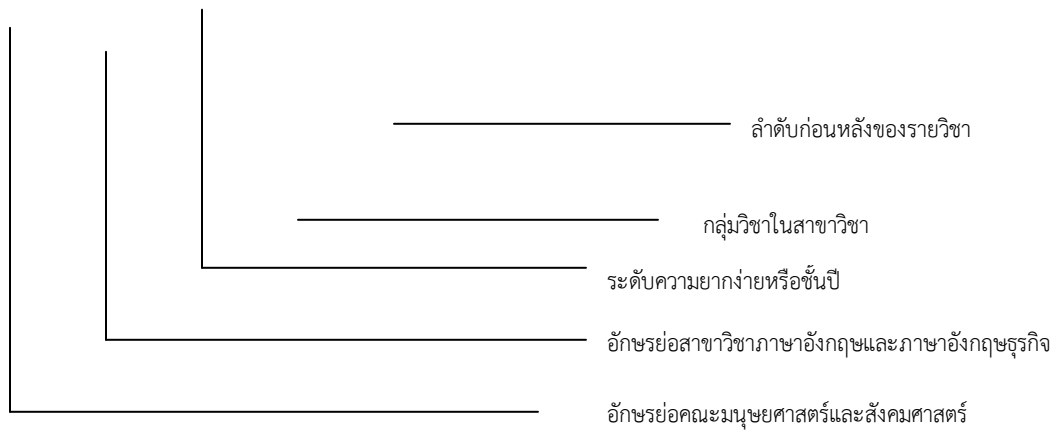 ลำดับก่อนหลังของรายวิชา
กลุ่มวิชาในสาขาวิชา
ระดับความยากง่ายหรือชั้นปี
อักษรย่อสาขาวิชาภาษาอังกฤษและภาษาอังกฤษธุรกิจ
อักษรย่อคณะมนุษยศาสตร์และสังคมศาสตร์